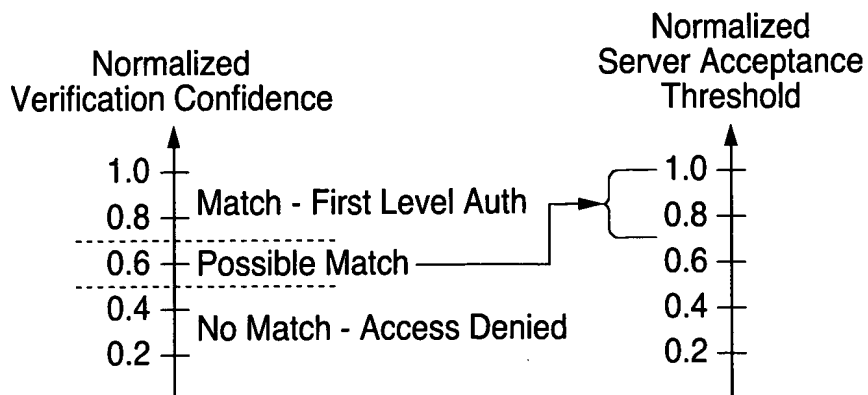 Normalized
Verification Confidence
1.0
0.8
0.6
0.4
0.2
Match - First Level Auth
Possible Match
No Match - Access Denied
Normalized
Server Acceptance
Threshold
1.0
0.8
0.6
0.4
0.2